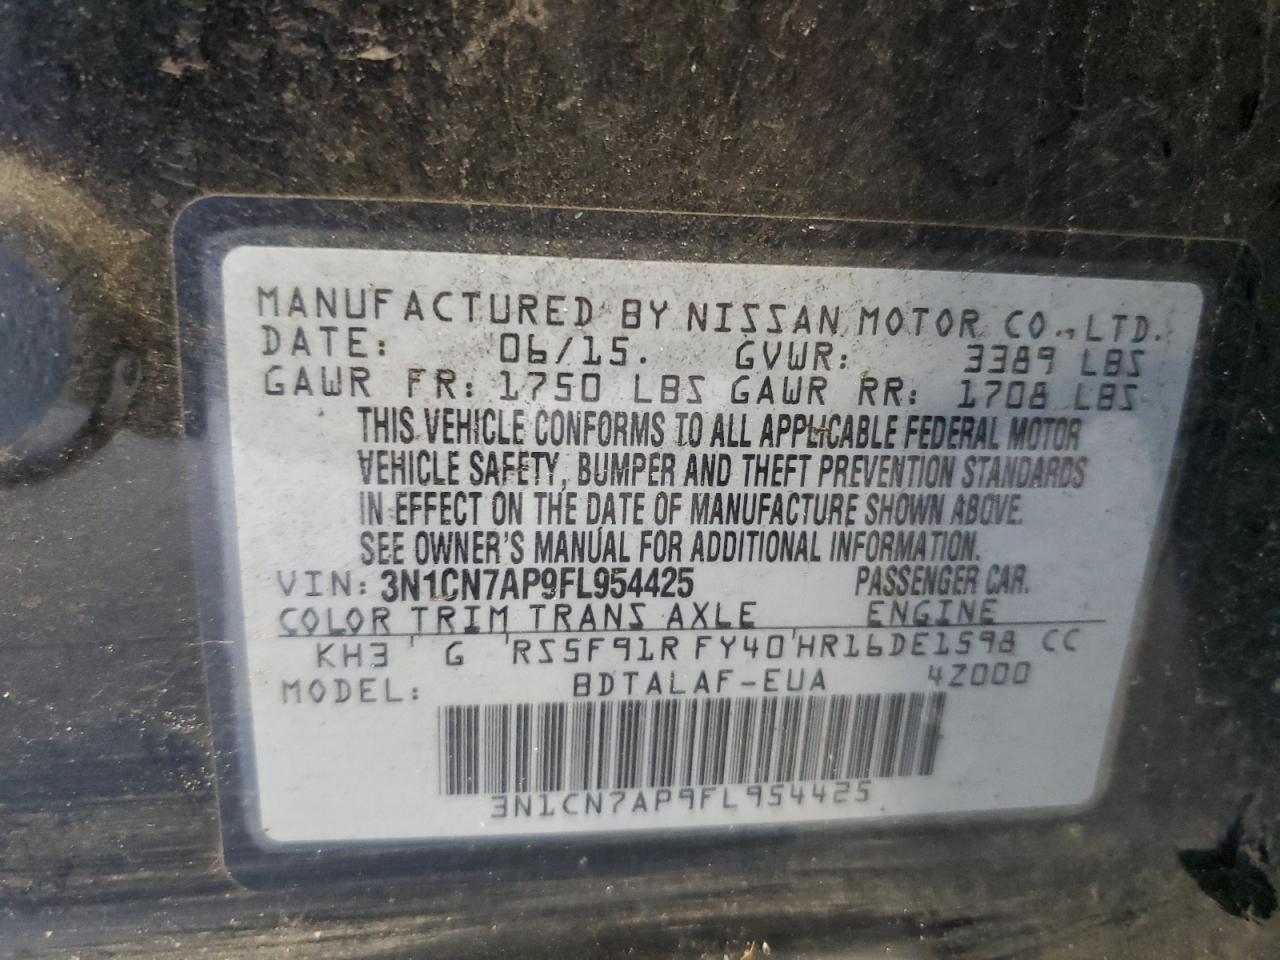 MANUFACTURED BY NISSAN MOTOR CO., LTD.
DATE: 06/15. GVWR: 3389 LBS
GAWR FR: 1750 LBS GAWR RR: 1708 LBS
THIS VEHICLE CONFORMS TO ALL APPLICABLE FEDERAL MOTOR
VEHICLE SAFETY, BUMPER AND THEFT PREVENTION STANDARDS
IN EFFECT ON THE DATE OF MANUFACTURE SHOWN ABOVE.
SEE OWNER'S MANUAL FOR ADDITIONAL INFORMATION.
VIN: 3N1CN7AP9FL954425 PASSENGER CAR.
COLOR TRIM TRANS AXLE ENGINE
KH3 G RS5F91R FY40 HR16DE1598 CC
MODEL: BDTALAF-EUA 4Z000
3N1CN7AP9FL954425